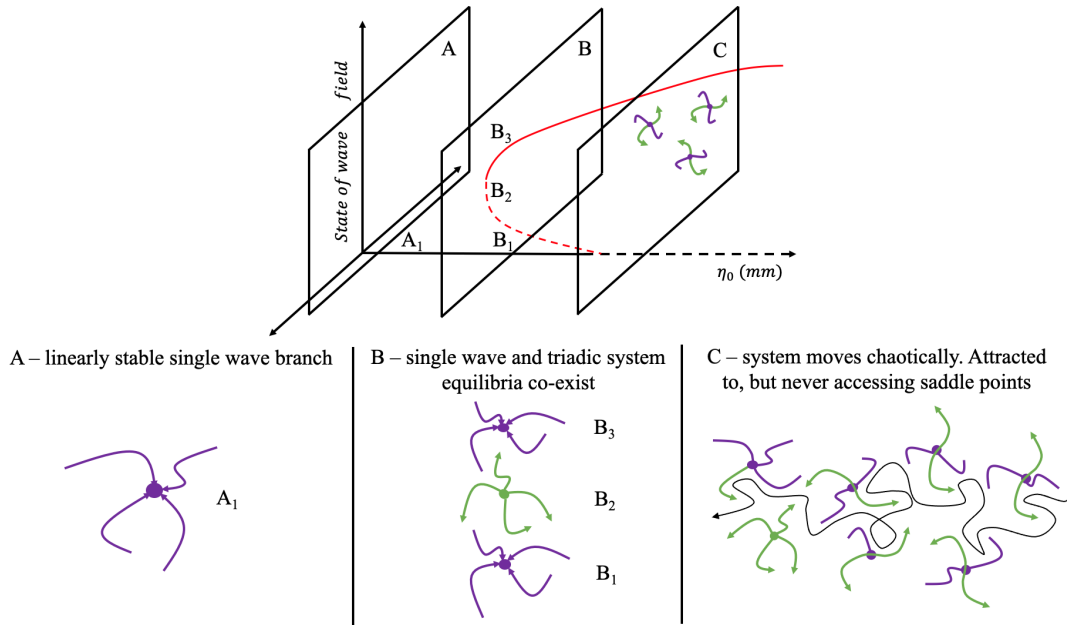 A
B
C
State of wave field
B₃
B₂
A₁
B₁
η₀ (mm)
A – linearly stable single wave branch
B – single wave and triadic system
equilibria co-exist
C – system moves chaotically. Attracted
to, but never accessing saddle points
A₁
B₃
B₂
B₁